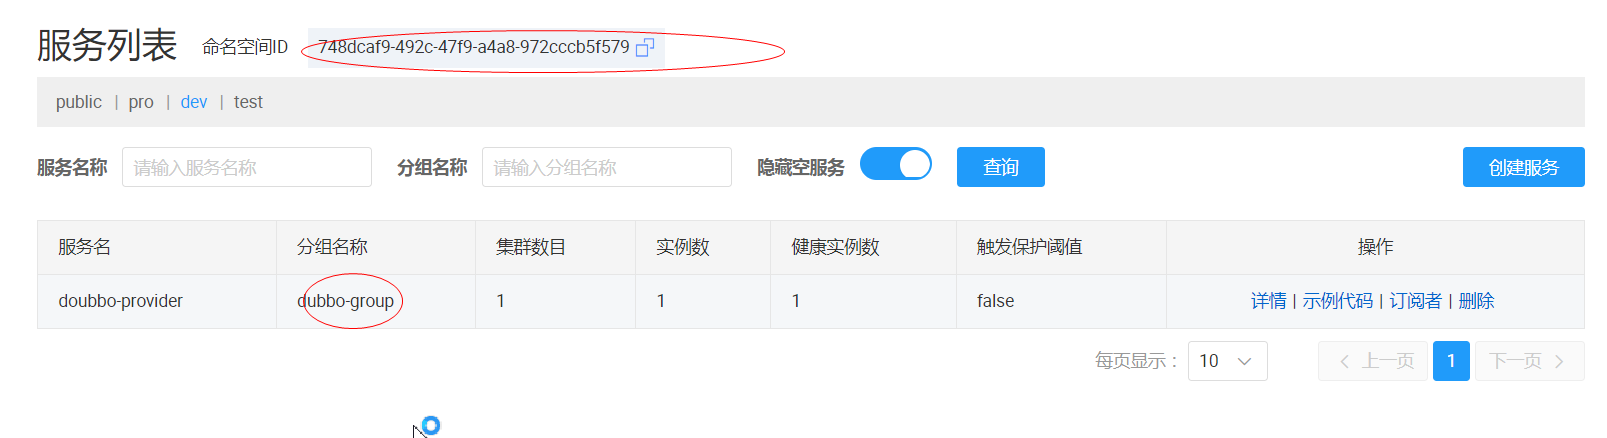 服务列表 命名空间ID 748dcaf9-492c-47f9-a4a8-972cccb5f579
public | pro | dev | test
服务名称 请输入服务名称 分组名称 请输入分组名称 隐藏空服务 查询 创建服务
服务名 分组名称 集群数目 实例数 健康实例数 触发保护阈值 操作
doubbo-provider dubbo-group 1 1 1 false 详情 | 示例代码 | 订阅者 | 删除
每页显示： 10 上一页 1 下一页